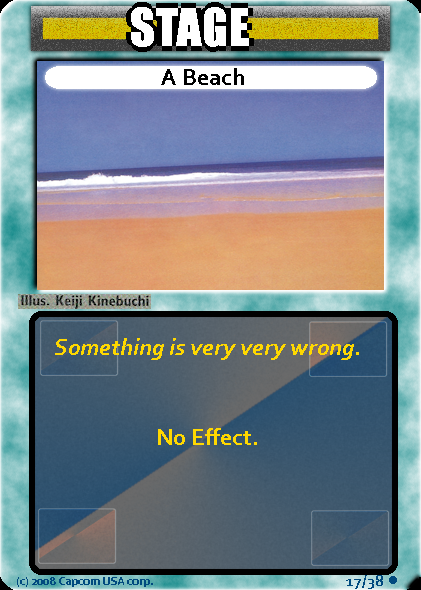 STAGE
A Beach
Illus. Keiji Kinebuchi
Something is very very wrong.
No Effect.
(c) 2008 Capcom USA corp.
17/38